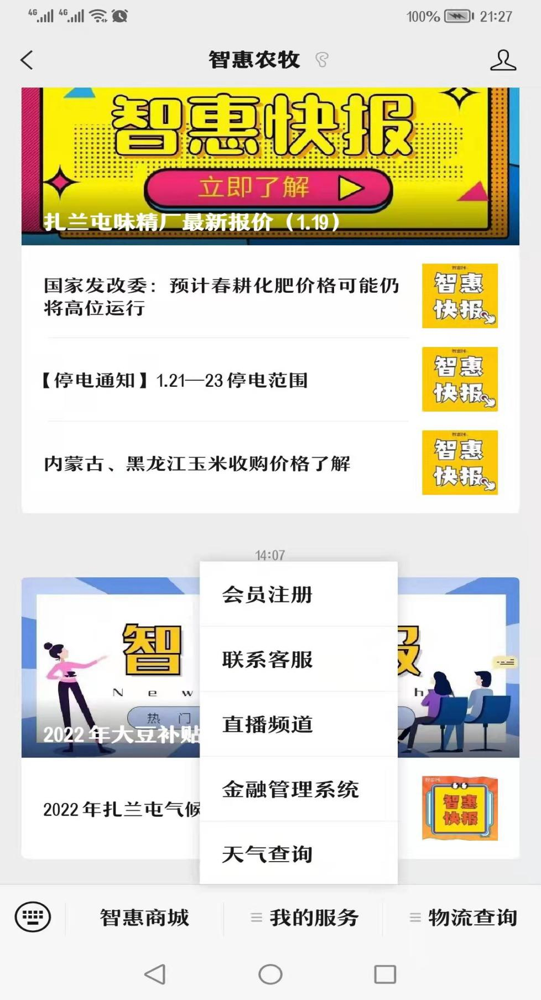 4G 4G 100% 21:27
智惠农牧
智惠快报
立即了解
扎兰屯味精厂最新报价（1.19）
国家发改委：预计春耕化肥价格可能仍
将高位运行
智惠
快报
【停电通知】1.21—23停电范围
智惠
快报
内蒙古、黑龙江玉米收购价格了解
智惠
快报
14:07
会员注册
联系客服
直播频道
金融管理系统
天气查询
智 报
N e w h
热 门
2022年大豆补贴
2022年扎兰屯气候
智惠
快报
智惠商城
我的服务
物流查询